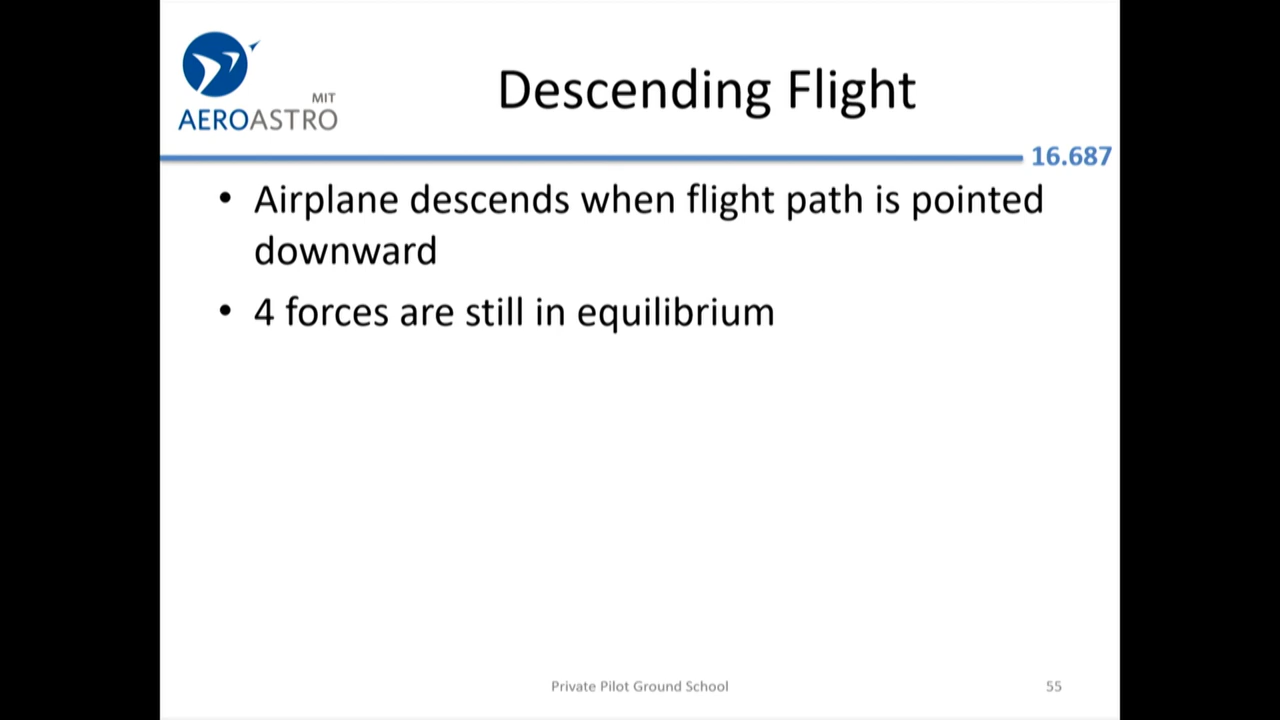 MIT
AEROASTRO
Descending Flight
16.687
• Airplane descends when flight path is pointed
downward
• 4 forces are still in equilibrium
Private Pilot Ground School
55